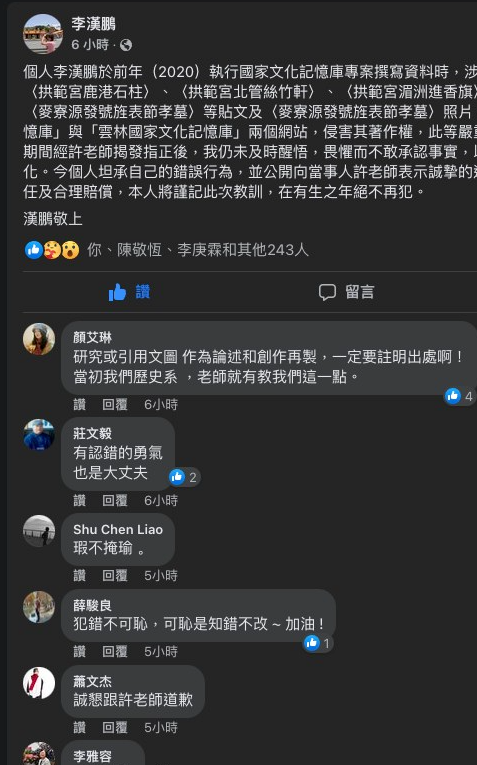 李漢鵬
6 小時 ·
個人李漢鵬於前年（2020）執行國家文化記憶庫專案撰寫資料時，涉
〈拱範宮鹿港石柱〉、〈拱範宮北管絲竹軒〉、〈拱範宮湄洲進香旗〉
〈麥寮源發號旌表節孝墓〉等貼文及〈麥寮源發號旌表節孝墓〉照片
憶庫」與「雲林國家文化記憶庫」兩個網站，侵害其著作權，此等嚴重
期間經許老師揭發指正後，我仍未及時醒悟，畏懼而不敢承認事實，以
化。今個人坦承自己的錯誤行為，並公開向當事人許老師表示誠摯的道
任及合理賠償，本人將謹記此次教訓，在有生之年絕不再犯。
漢鵬敬上
你、陳敬恆、李庚霖和其他243人
讚 留言
顏艾琳
研究或引用文圖 作為論述和創作再製，一定要註明出處啊！
當初我們歷史系 ，老師就有教我們這一點。
4
讚 回覆 6小時
莊文毅
有認錯的勇氣
也是大丈夫
2
讚 回覆 6小時
Shu Chen Liao
瑕不掩瑜 。
讚 回覆 5小時
薛駿良
犯錯不可恥，可恥是知錯不改 ~ 加油 !
1
讚 回覆 5小時
蕭文杰
誠懇跟許老師道歉
讚 回覆 5小時
李雅容